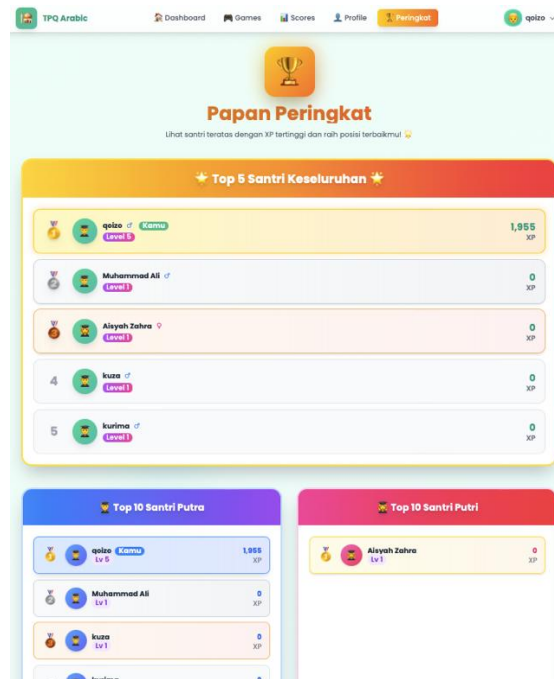 TPQ Arabic
Dashboard
Games
Scores
Profile
Peringkat
qoizo
Papan Peringkat
Lihat santri teratas dengan XP tertinggi dan raih posisi terbaikmu!
Top 5 Santri Keseluruhan
qoizo Kamu
Level 5
1,955
XP
2
Muhammad Ali
Level 1
0
XP
3
Aisyah Zahra
Level 1
0
XP
4
kuza
Level 1
0
XP
5
kurima
Level 1
0
XP
Top 10 Santri Putra
qoizo Kamu
Lv 5
1,955
XP
2
Muhammad Ali
Lv 1
0
XP
3
kuza
Lv 1
0
XP
Top 10 Santri Putri
Aisyah Zahra
Lv 1
0
XP